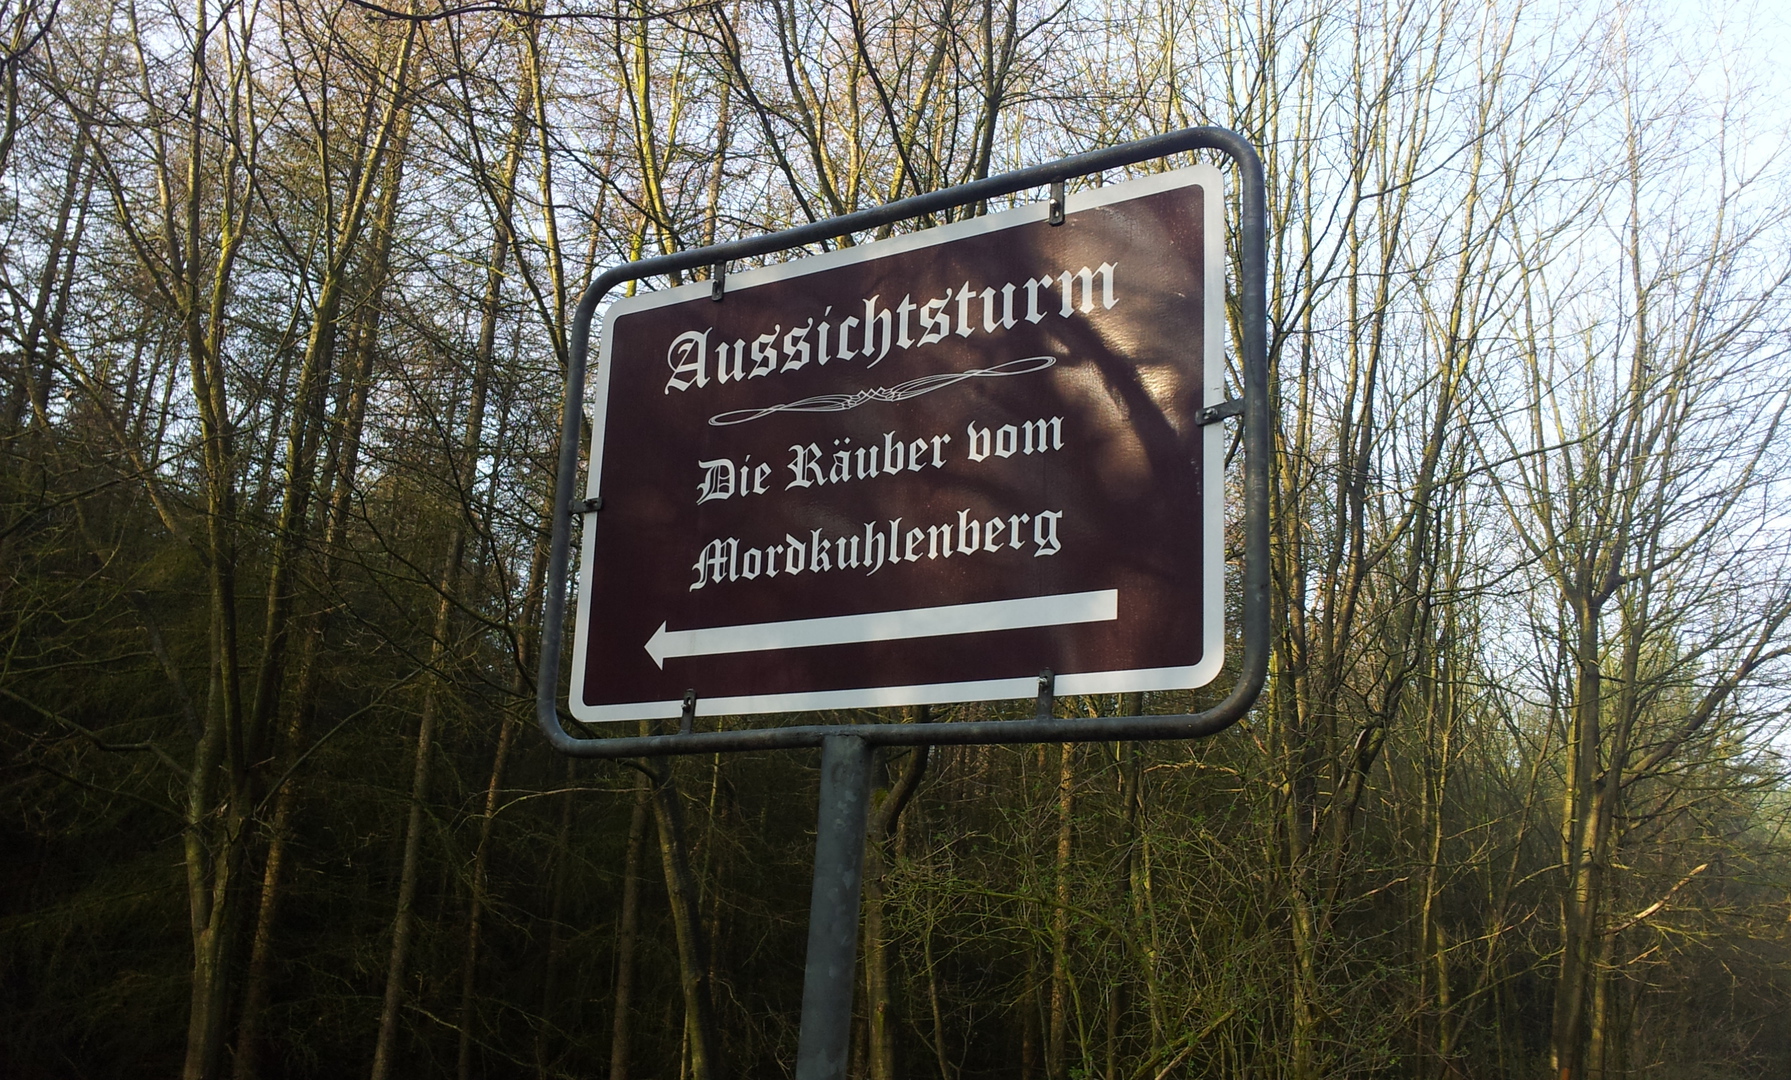 Aussichtsturm
Die Räuber vom
Mordkuhlenberg